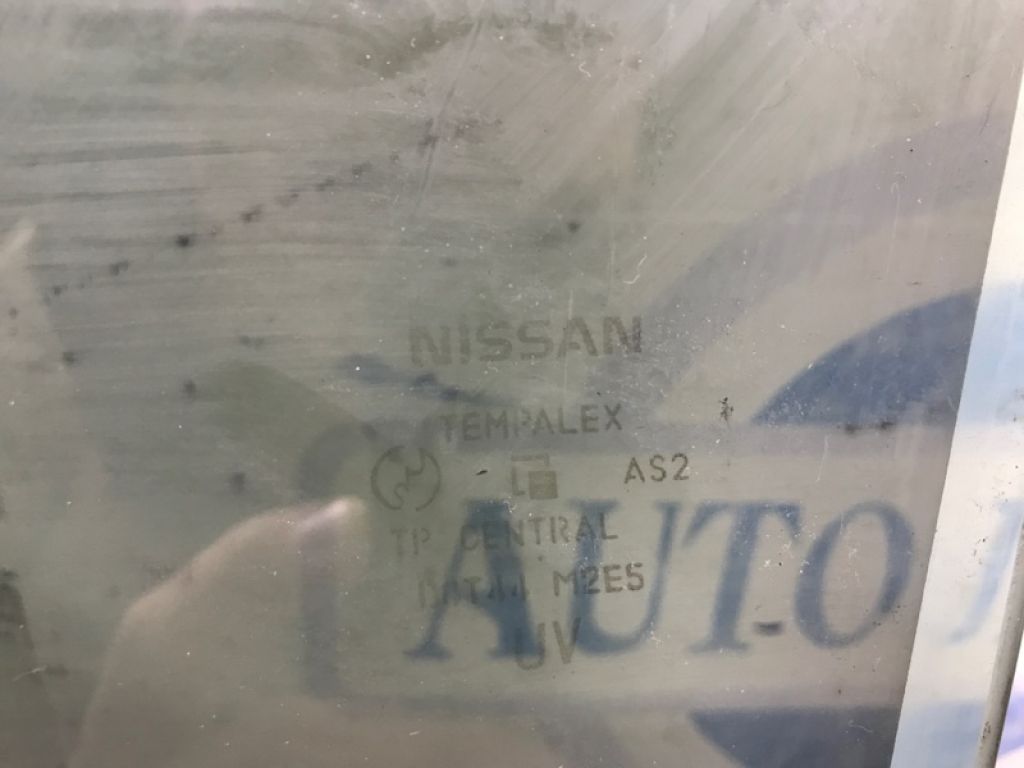 NISSAN
TEMPALEX
AS2
TP CENTRAL
M2E5
UV
AUTO